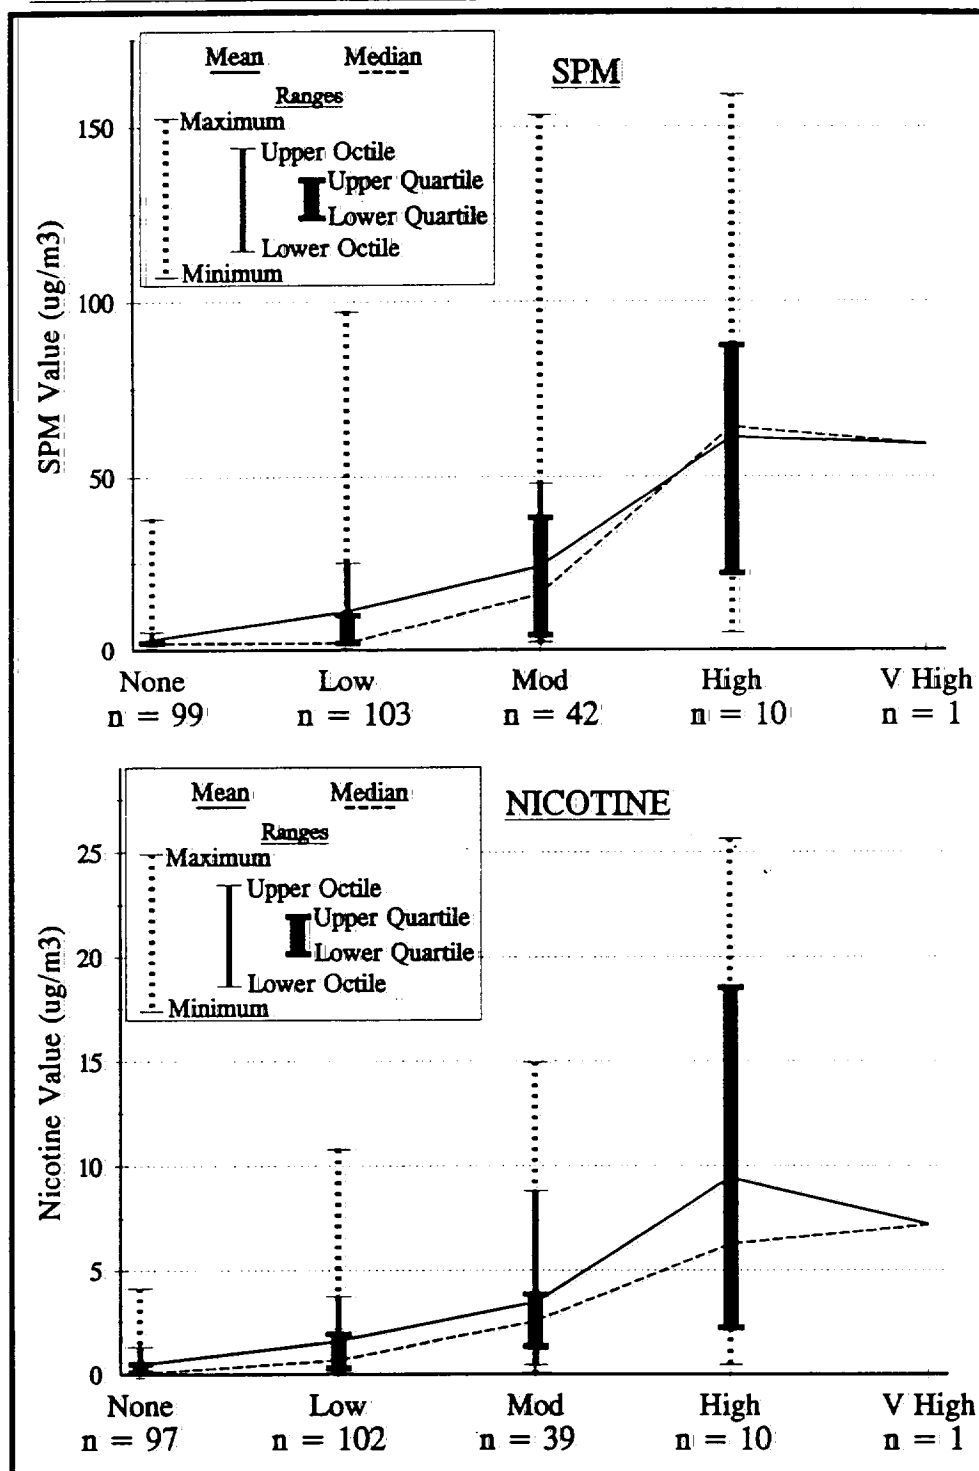 SPM
Mean Median
Ranges
Maximum
Upper Octile
Upper Quartile
Lower Quartile
Lower Octile
Minimum
SPM Value (ug/m3)
150
100
50
0
None Low Mod High V High
n = 99 n = 103 n = 42 n = 10 n = 1
NICOTINE
Mean Median
Ranges
Maximum
Upper Octile
Upper Quartile
Lower Quartile
Lower Octile
Minimum
Nicotine Value (ug/m3)
25
20
15
10
5
0
None Low Mod High V High
n = 97 n = 102 n = 39 n = 10 n = 1